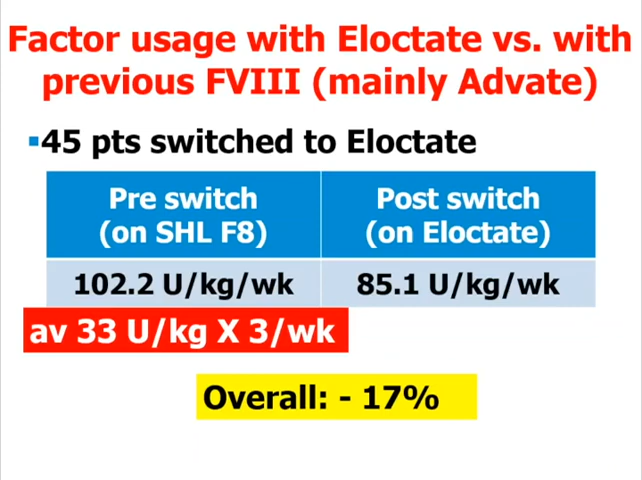 Factor usage with Eloctate vs. with
previous FVIII (mainly Advate)
▪45 pts switched to Eloctate
Pre switch
(on SHL F8)
Post switch
(on Eloctate)
102.2 U/kg/wk
85.1 U/kg/wk
av 33 U/kg X 3/wk
Overall: - 17%